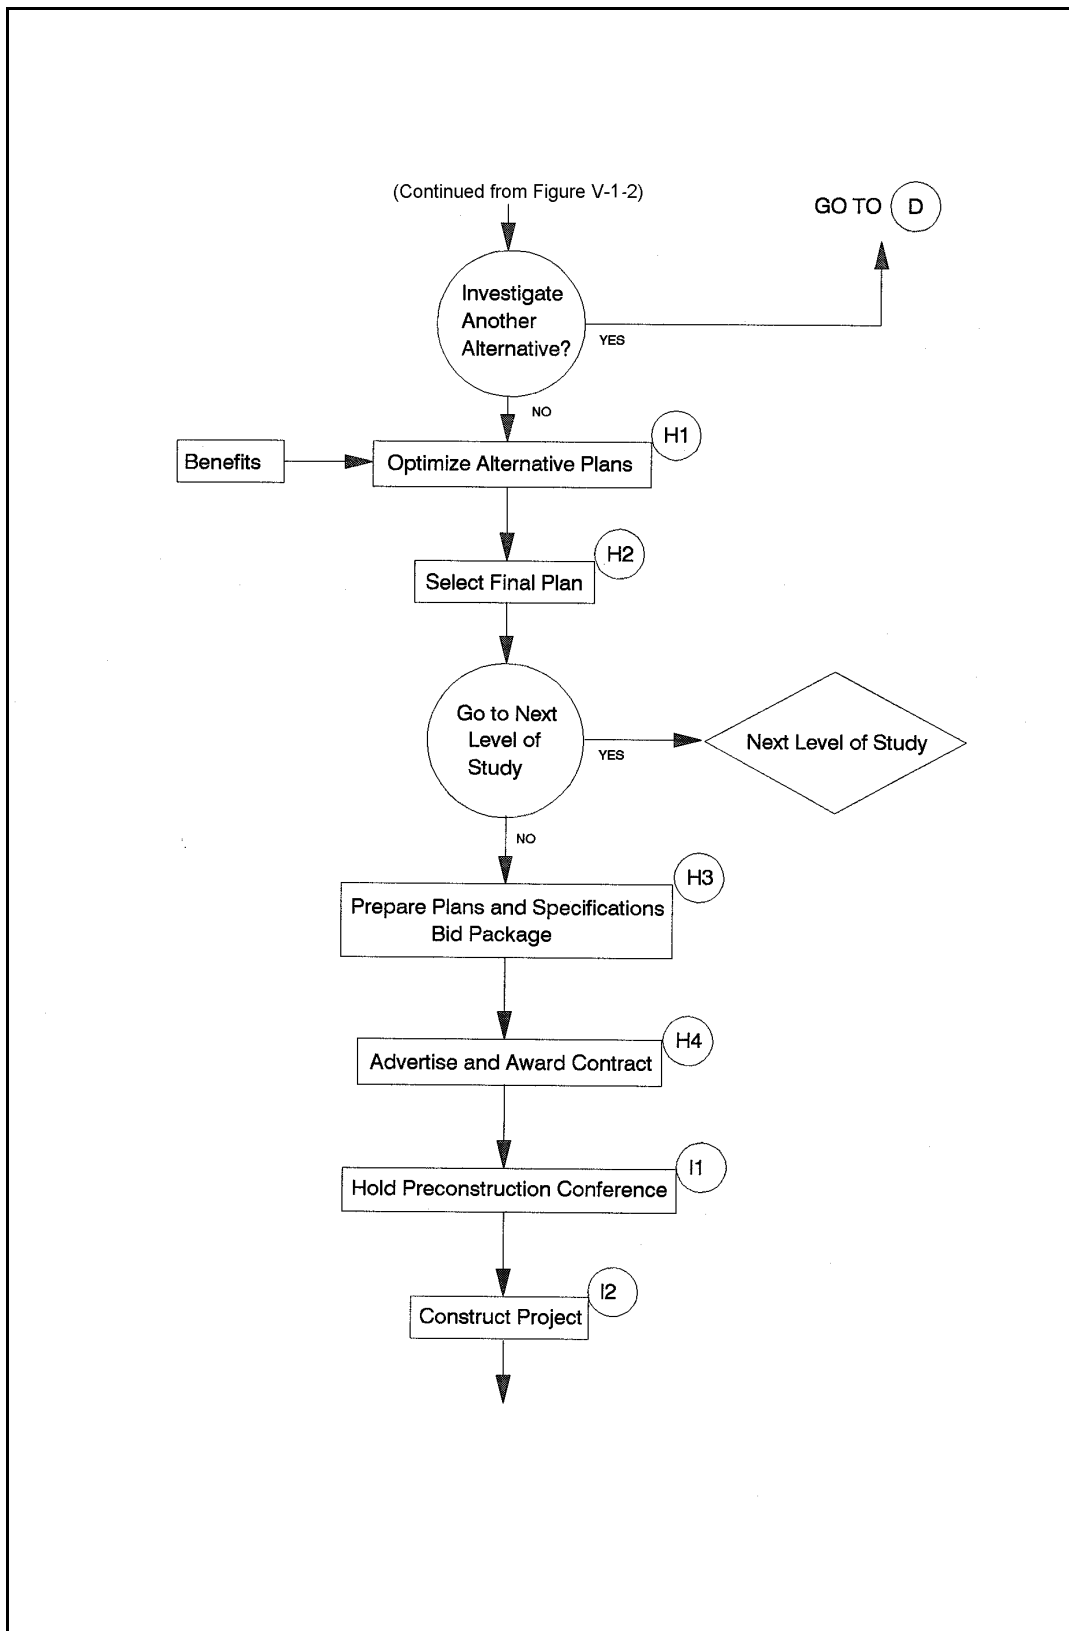 (Continued from Figure V-1-2)
GO TO D
Investigate
Another
Alternative?
YES
NO
H1
Benefits
Optimize Alternative Plans
H2
Select Final Plan
Go to Next
Level of
Study
YES
Next Level of Study
NO
H3
Prepare Plans and Specifications
Bid Package
H4
Advertise and Award Contract
I1
Hold Preconstruction Conference
I2
Construct Project